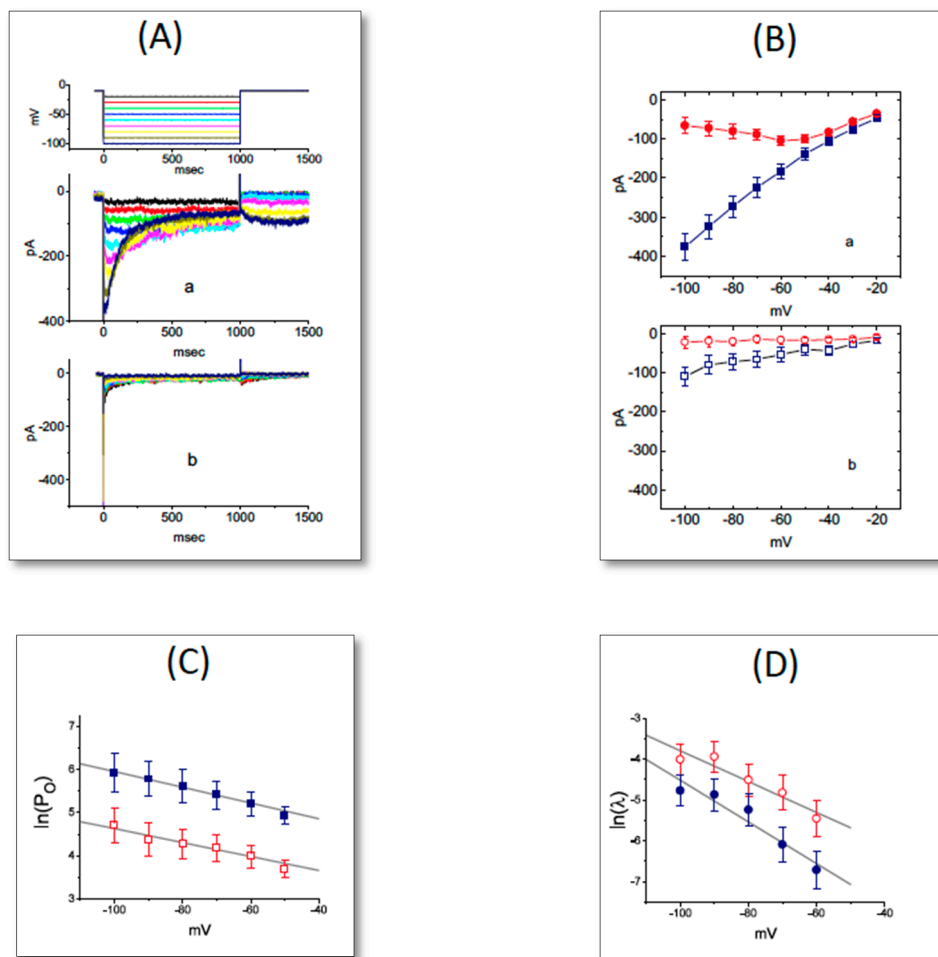 (A)
0
-50
-100
mV
0 500 1000 1500
msec
0
-200
-400
pA
a
0 500 1000 1500
msec
0
-200
-400
pA
b
0 500 1000 1500
msec
(B)
0
-100
-200
-300
-400
pA
a
-100 -80 -60 -40 -20
mV
0
-100
-200
-300
-400
pA
b
-100 -80 -60 -40 -20
mV
(C)
7
6
5
4
3
ln(PO)
-100 -80 -60 -40
mV
(D)
-3
-4
-5
-6
-7
ln(λ)
-100 -80 -60 -40
mV